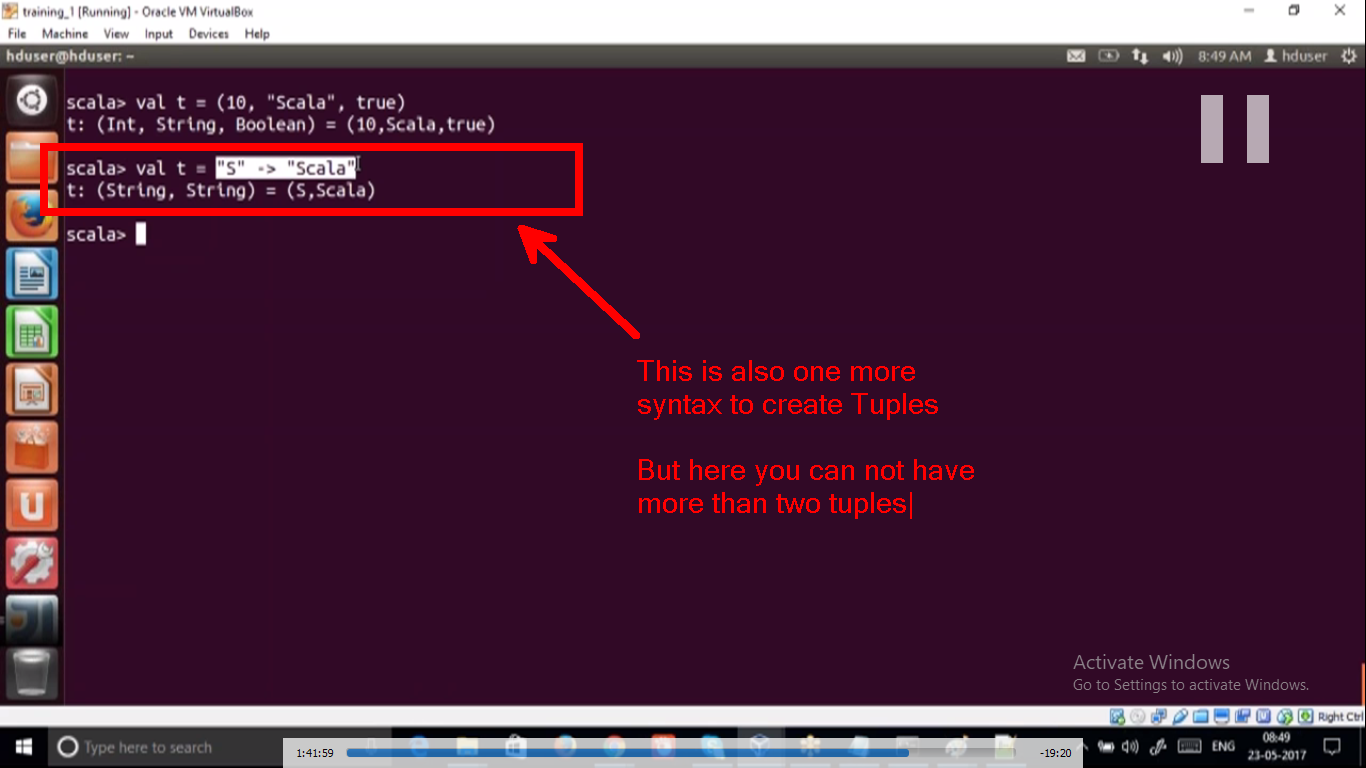 training_1 [Running] - Oracle VM VirtualBox
File Machine View Input Devices Help
hduser@hduser: ~
8:49 AM hduser
scala> val t = (10, "Scala", true)
t: (Int, String, Boolean) = (10,Scala,true)
scala> val t = "S" -> "Scala"
t: (String, String) = (S,Scala)
scala>
This is also one more
syntax to create Tuples
But here you can not have
more than two tuples
Activate Windows
Go to Settings to activate Windows.
Right Ctrl
Type here to search
1:41:59
-19:20
ENG
08:49
23-05-2017